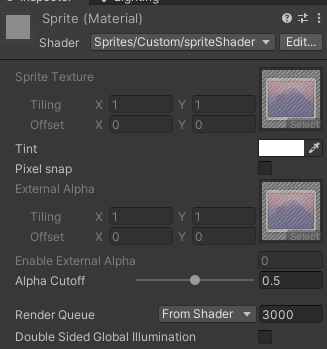 Inspector
Lighting
Sprite (Material)
Shader Sprites/Custom/spriteShader Edit...
Sprite Texture
Tiling X 1 Y 1
Offset X 0 Y 0
Select
Tint
Pixel snap
External Alpha
Tiling X 1 Y 1
Offset X 0 Y 0
Select
Enable External Alpha 0
Alpha Cutoff 0.5
Render Queue From Shader 3000
Double Sided Global Illumination